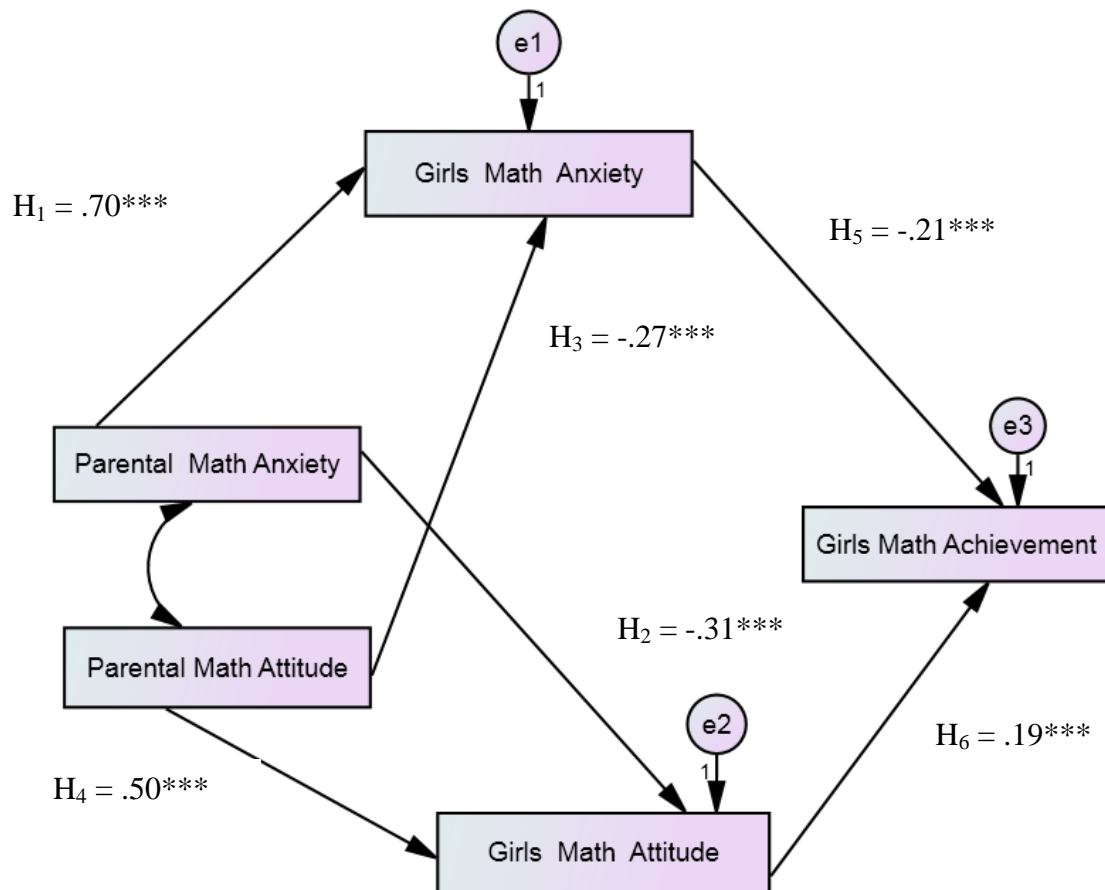 e1
1
Girls Math Anxiety
H₁ = .70***
H₅ = -.21***
H₃ = -.27***
e3
1
Parental Math Anxiety
Girls Math Achievement
H₂ = -.31***
Parental Math Attitude
e2
1
H₆ = .19***
H₄ = .50***
Girls Math Attitude